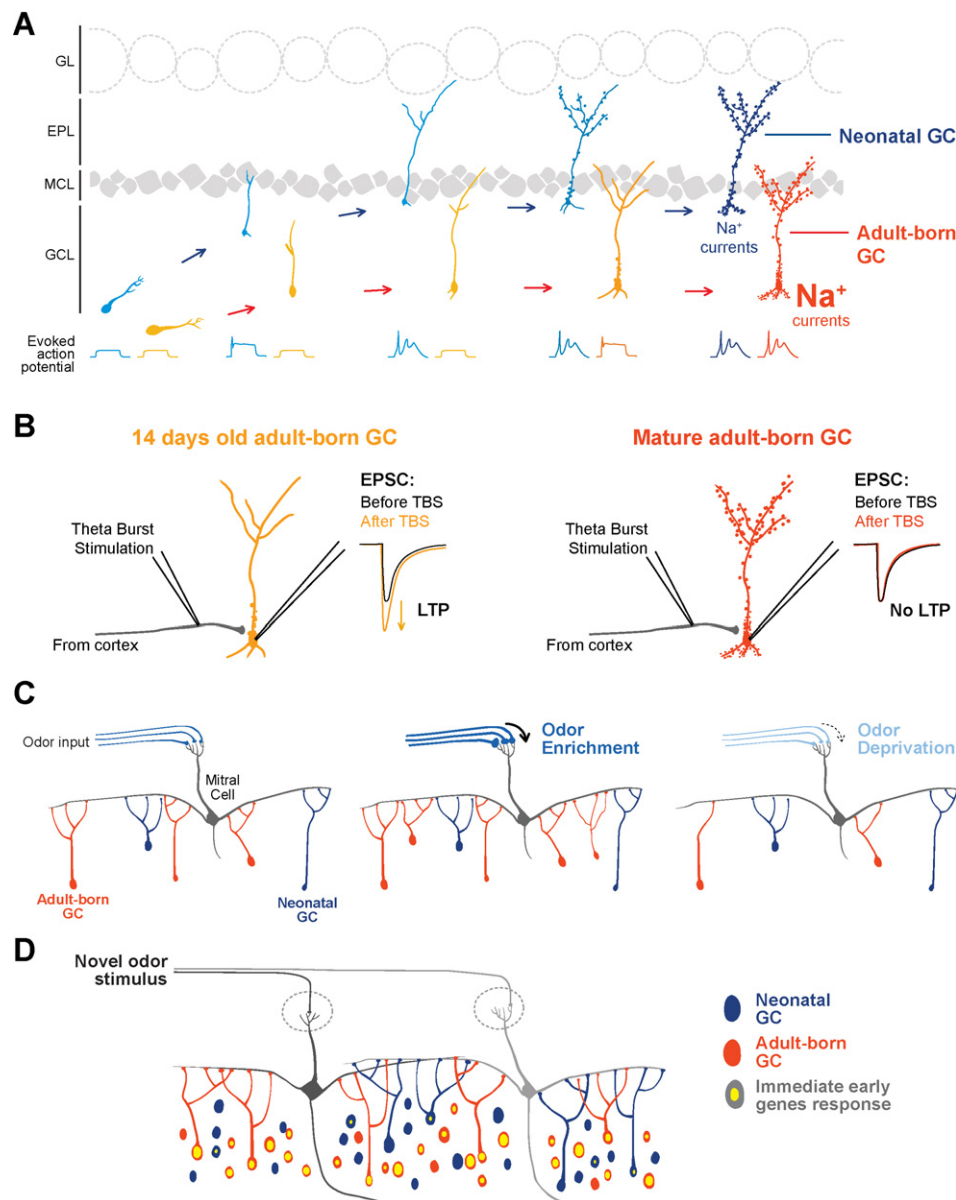 A
GL
EPL
MCL
GCL
Neonatal GC
Na+
currents
Adult-born
GC
Na+
currents
Evoked
action
potential
B
14 days old adult-born GC
Mature adult-born GC
EPSC:
Before TBS
After TBS
Theta Burst
Stimulation
LTP
From cortex
EPSC:
Before TBS
After TBS
Theta Burst
Stimulation
No LTP
From cortex
C
Odor input
Mitral
Cell
Adult-born
GC
Neonatal
GC
Odor
Enrichment
Odor
Deprivation
D
Novel odor
stimulus
Neonatal
GC
Adult-born
GC
Immediate early
genes response